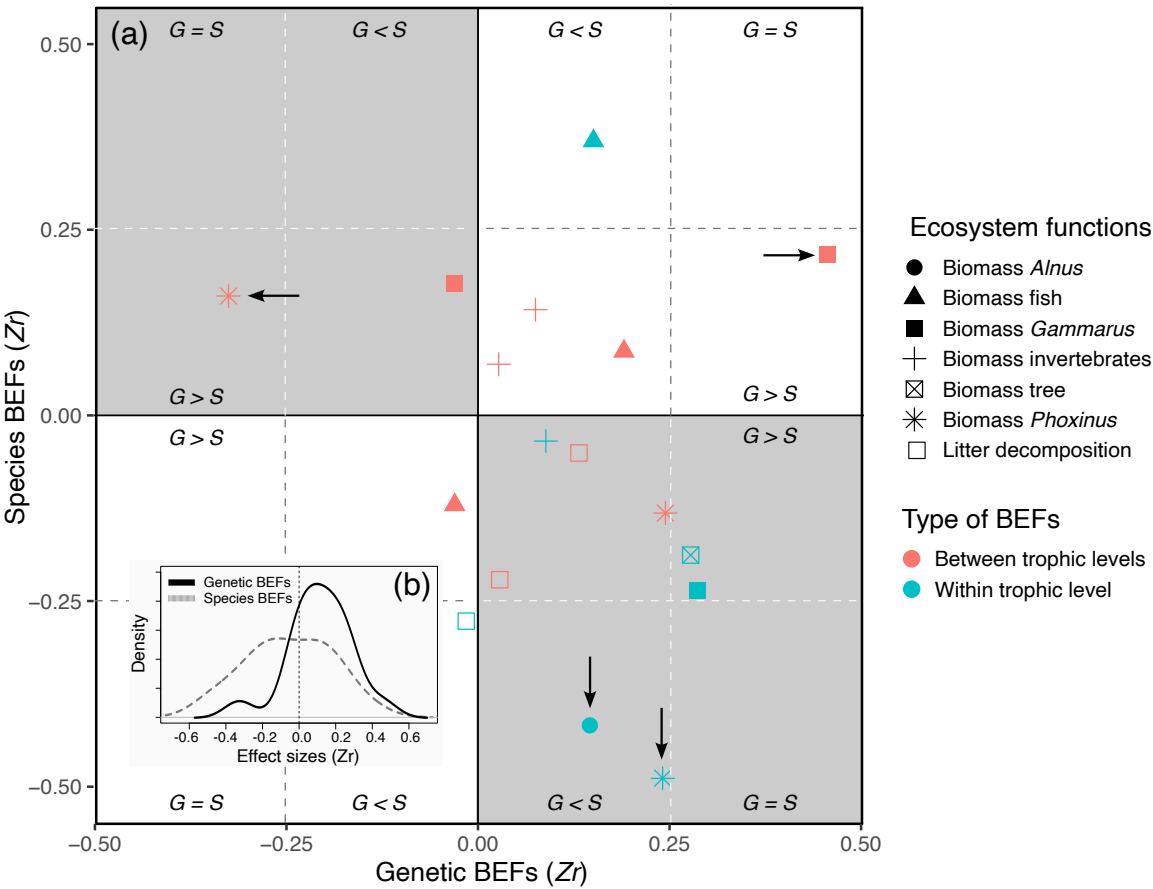 (a)
G = S
G < S
G < S
G = S
G > S
G > S
G > S
G > S
G = S
G < S
G < S
G = S
0.50
0.25
0.00
−0.25
−0.50
Species BEFs (Zr)
−0.50
−0.25
0.00
0.25
0.50
Genetic BEFs (Zr)
(b)
Genetic BEFs
Species BEFs
Density
-0.6
-0.4
-0.2
0.0
0.2
0.4
0.6
Effect sizes (Zr)
Ecosystem functions
Biomass Alnus
Biomass fish
Biomass Gammarus
Biomass invertebrates
Biomass tree
Biomass Phoxinus
Litter decomposition
Type of BEFs
Between trophic levels
Within trophic level